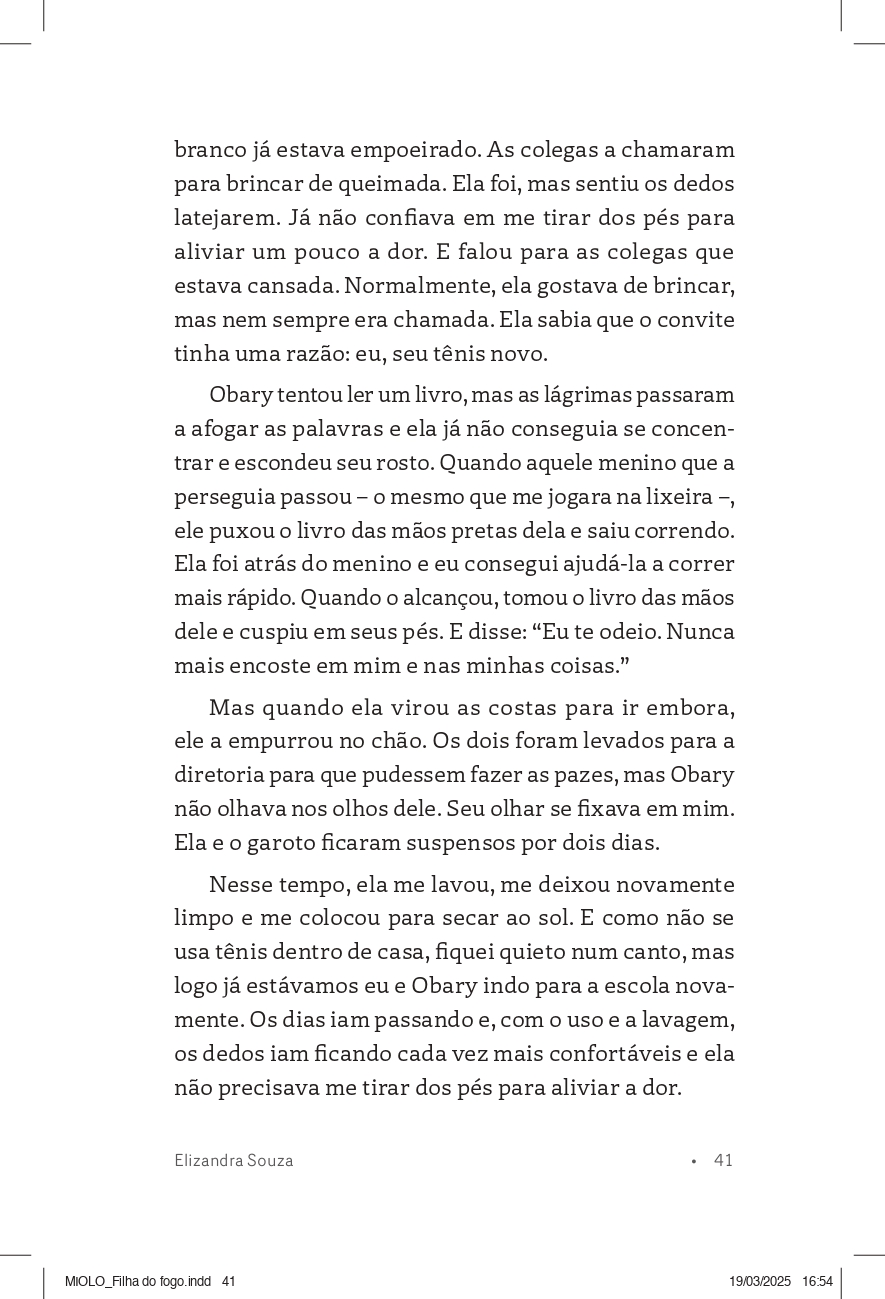 branco já estava empoeirado. As colegas a chamaram
para brincar de queimada. Ela foi, mas sentiu os dedos
latejarem. Já não confiava em me tirar dos pés para
aliviar um pouco a dor. E falou para as colegas que
estava cansada. Normalmente, ela gostava de brincar,
mas nem sempre era chamada. Ela sabia que o convite
tinha uma razão: eu, seu tênis novo.
Obary tentou ler um livro, mas as lágrimas passaram
a afogar as palavras e ela já não conseguia se concen-
trar e escondeu seu rosto. Quando aquele menino que a
perseguia passou – o mesmo que me jogara na lixeira –,
ele puxou o livro das mãos pretas dela e saiu correndo.
Ela foi atrás do menino e eu consegui ajudá-la a correr
mais rápido. Quando o alcançou, tomou o livro das mãos
dele e cuspiu em seus pés. E disse: “Eu te odeio. Nunca
mais encoste em mim e nas minhas coisas.”
Mas quando ela virou as costas para ir embora,
ele a empurrou no chão. Os dois foram levados para a
diretoria para que pudessem fazer as pazes, mas Obary
não olhava nos olhos dele. Seu olhar se fixava em mim.
Ela e o garoto ficaram suspensos por dois dias.
Nesse tempo, ela me lavou, me deixou novamente
limpo e me colocou para secar ao sol. E como não se
usa tênis dentro de casa, fiquei quieto num canto, mas
logo já estávamos eu e Obary indo para a escola nova-
mente. Os dias iam passando e, com o uso e a lavagem,
os dedos iam ficando cada vez mais confortáveis e ela
não precisava me tirar dos pés para aliviar a dor.
Elizandra Souza • 41
MIOLO_Filha do fogo.indd 41 19/03/2025 16:54